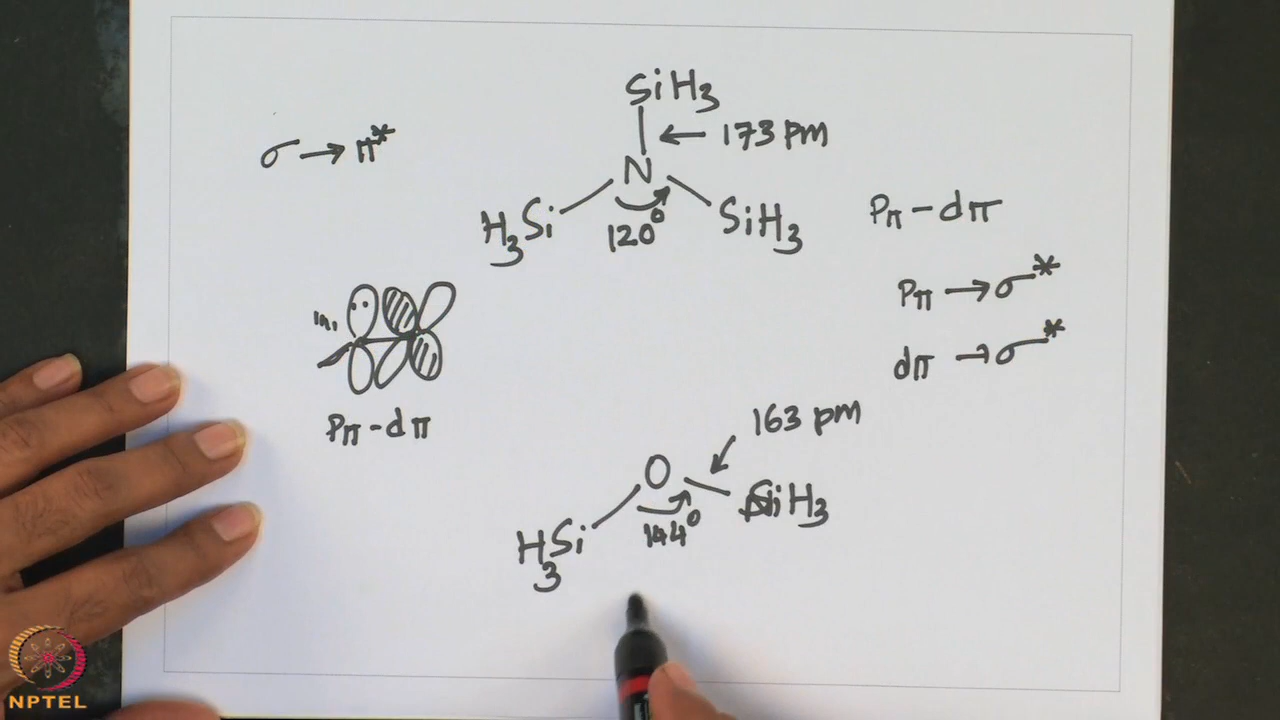 SiH3
σ → π*
← 173 pm
N
H3Si
120°
SiH3
Pπ - dπ
Pπ → σ*
dπ → σ*
Pπ - dπ
163 pm
O
SiH3
144°
H3Si
NPTEL